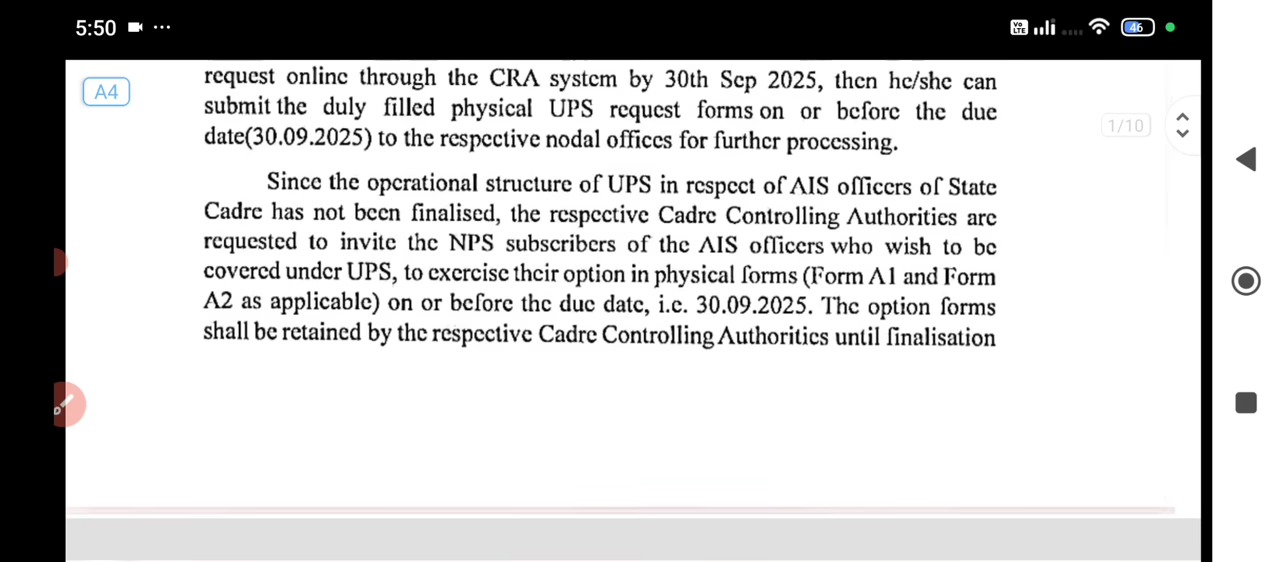 5:50
Vo LTE
46
A4
1/10
request online through the CRA system by 30th Sep 2025, then he/she can
submit the duly filled physical UPS request forms on or before the due
date(30.09.2025) to the respective nodal offices for further processing.
Since the operational structure of UPS in respect of AIS officers of State
Cadre has not been finalised, the respective Cadre Controlling Authorities are
requested to invite the NPS subscribers of the AIS officers who wish to be
covered under UPS, to exercise their option in physical forms (Form A1 and Form
A2 as applicable) on or before the due date, i.e. 30.09.2025. The option forms
shall be retained by the respective Cadre Controlling Authorities until finalisation